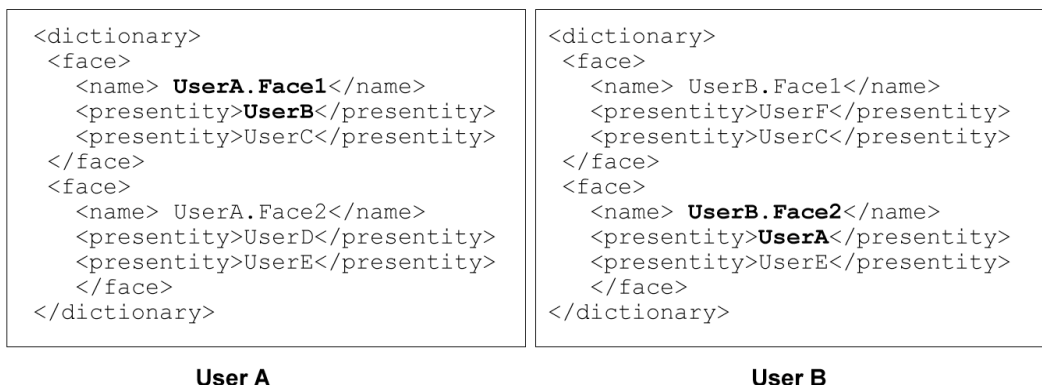 <dictionary>
<face>
<name> UserA.Face1</name>
<presentity>UserB</presentity>
<presentity>UserC</presentity>
</face>
<face>
<name> UserA.Face2</name>
<presentity>UserD</presentity>
<presentity>UserE</presentity>
</face>
</dictionary>
User A
<dictionary>
<face>
<name> UserB.Face1</name>
<presentity>UserF</presentity>
<presentity>UserC</presentity>
</face>
<face>
<name> UserB.Face2</name>
<presentity>UserA</presentity>
<presentity>UserE</presentity>
</face>
</dictionary>
User B